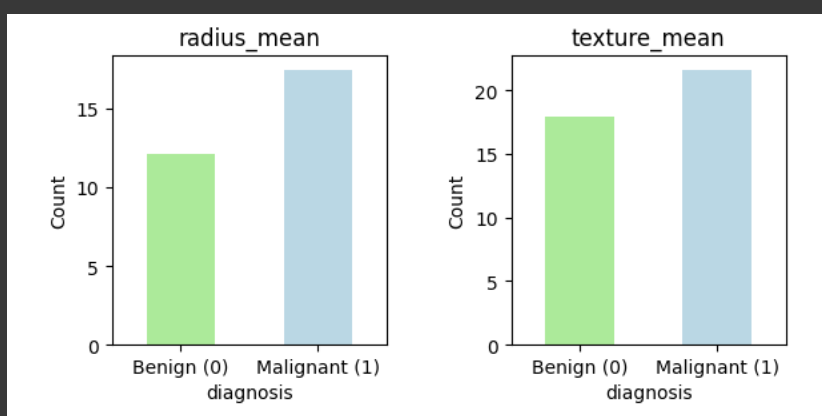 radius_mean
Count
15
10
5
0
Benign (0) Malignant (1)
diagnosis
texture_mean
Count
20
15
10
5
0
Benign (0) Malignant (1)
diagnosis